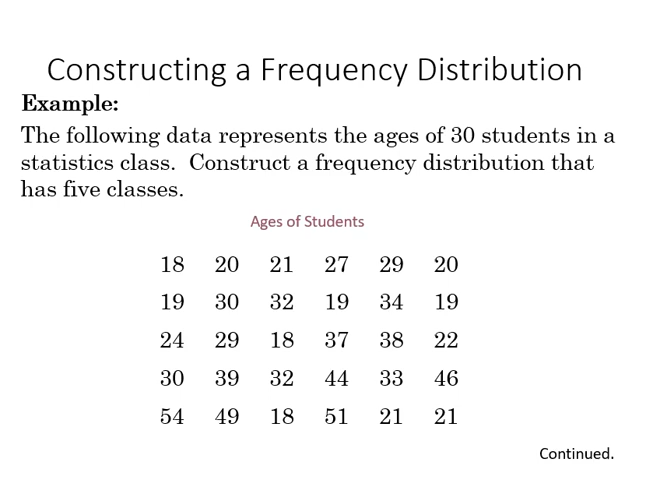 Constructing a Frequency Distribution
Example:
The following data represents the ages of 30 students in a
statistics class. Construct a frequency distribution that
has five classes.
Ages of Students
18 20 21 27 29 20
19 30 32 19 34 19
24 29 18 37 38 22
30 39 32 44 33 46
54 49 18 51 21 21
Continued.